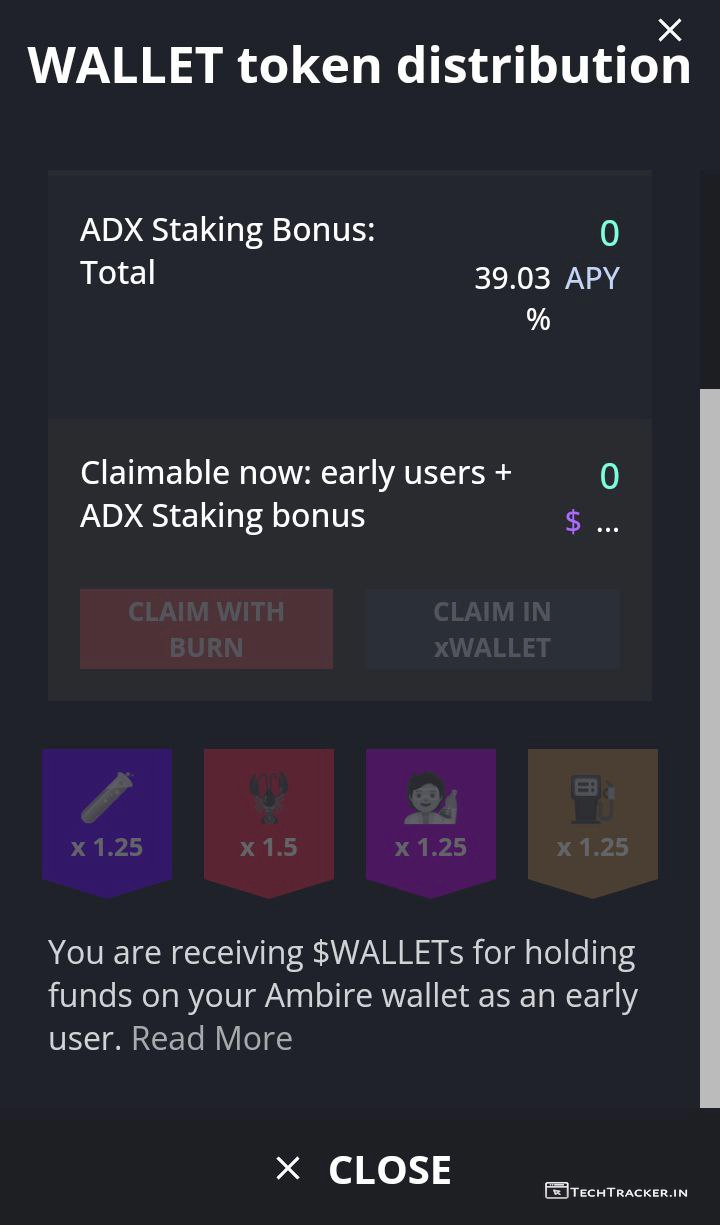 WALLET token distribution
ADX Staking Bonus:
Total
0
39.03 APY
%
Claimable now: early users +
ADX Staking bonus
0
$ ...
CLAIM WITH
BURN
CLAIM IN
xWALLET
x 1.25
x 1.5
x 1.25
x 1.25
You are receiving $WALLETs for holding
funds on your Ambire wallet as an early
user. Read More
CLOSE
TECHTRACKER.IN